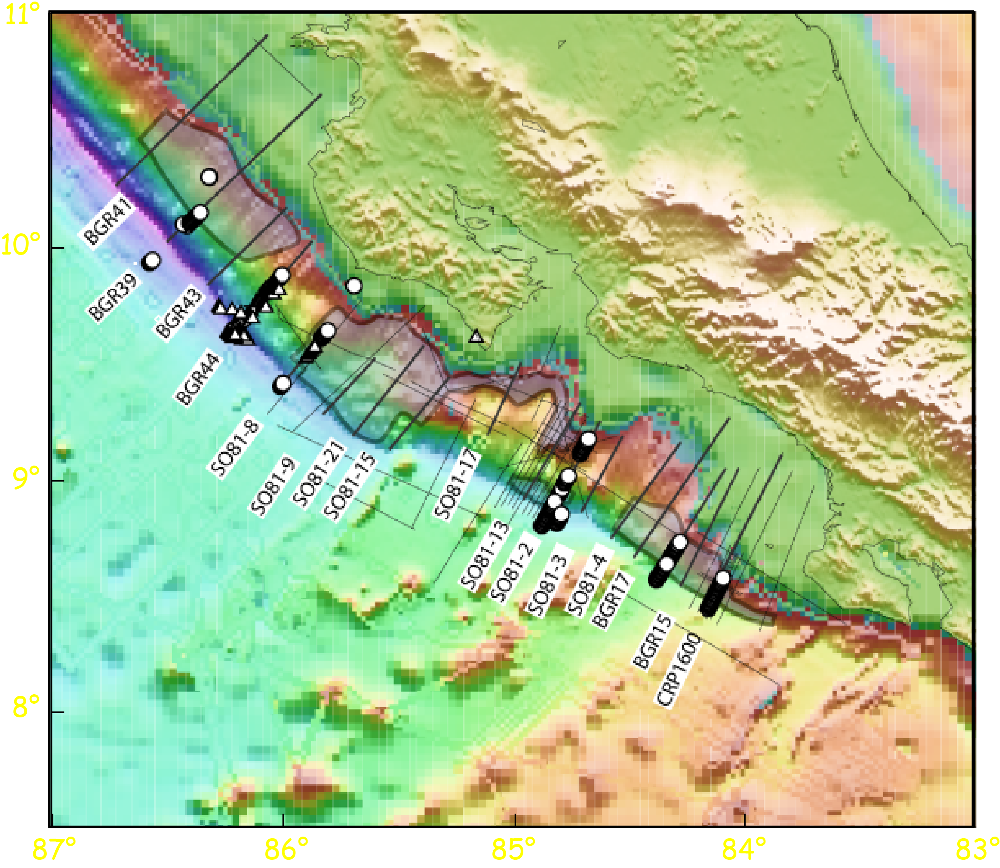 11°
10°
9°
8°
BGR41
BGR39
BGR43
BGR44
SO81-8
SO81-9
SO81-21
SO81-15
SO81-17
SO81-13
SO81-2
SO81-3
SO81-4
BGR17
BGR15
CRP1600
87°
86°
85°
84°
83°